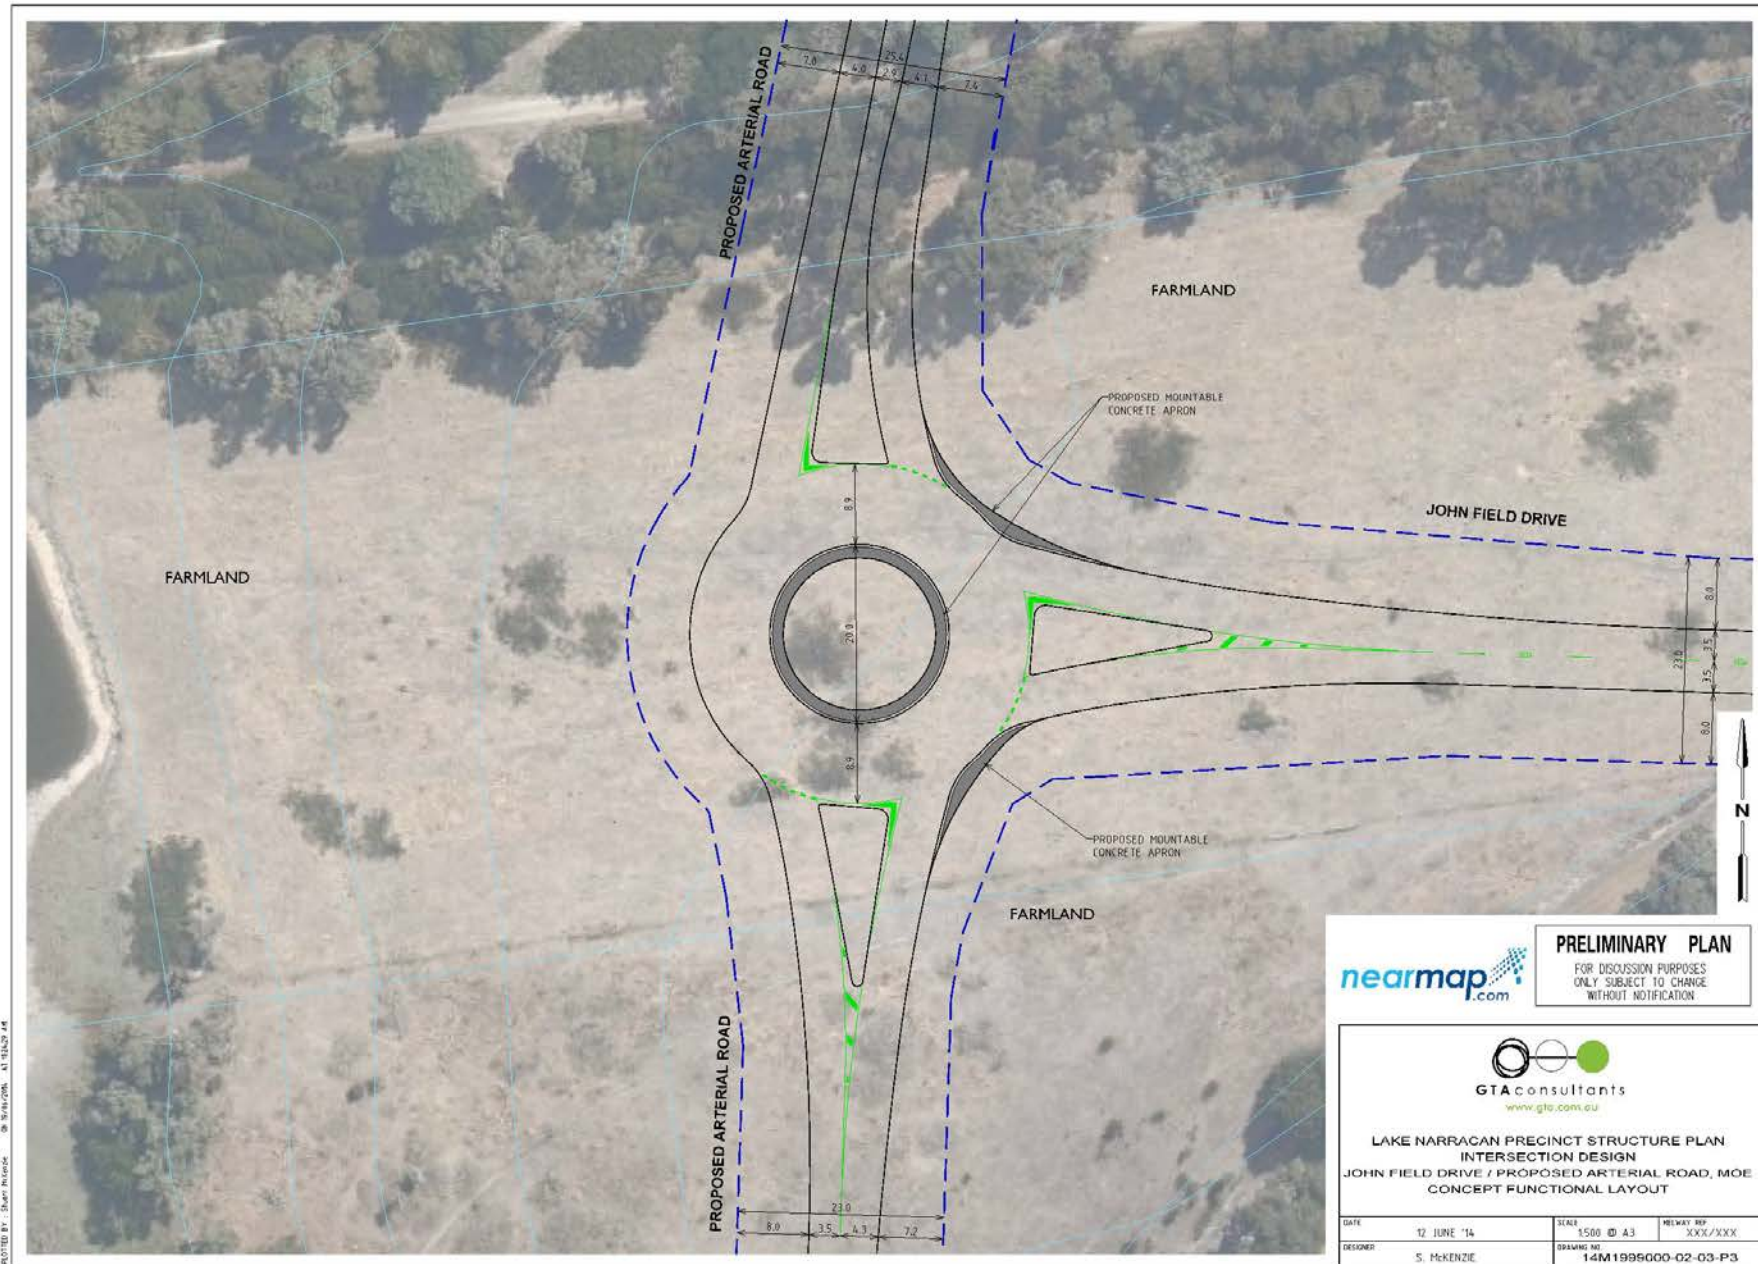 PROPOSED ARTERIAL ROAD
25.4
7.0
4.0
2.9
4.1
7.4
FARMLAND
PROPOSED MOUNTABLE
CONCRETE APRON
8.9
JOHN FIELD DRIVE
FARMLAND
20.0
8.0
3.5
23.0
3.5
8.0
8.9
N
PROPOSED MOUNTABLE
CONCRETE APRON
FARMLAND
PROPOSED ARTERIAL ROAD
23.0
8.0
3.5
4.3
7.2
nearmap
.com
PRELIMINARY PLAN
FOR DISCUSSION PURPOSES
ONLY SUBJECT TO CHANGE
WITHOUT NOTIFICATION
GTAconsultants
www.gta.com.au
LAKE NARRACAN PRECINCT STRUCTURE PLAN
INTERSECTION DESIGN
JOHN FIELD DRIVE / PROPOSED ARTERIAL ROAD, MOE
CONCEPT FUNCTIONAL LAYOUT
DATE
12 JUNE '14
SCALE
1:500 @ A3
MELWAY REF
XXX/XXX
DESIGNER
S. McKENZIE
DRAWING NO.
14M1999000-02-03-P3
PLOTTED BY : Stuart McKenzie